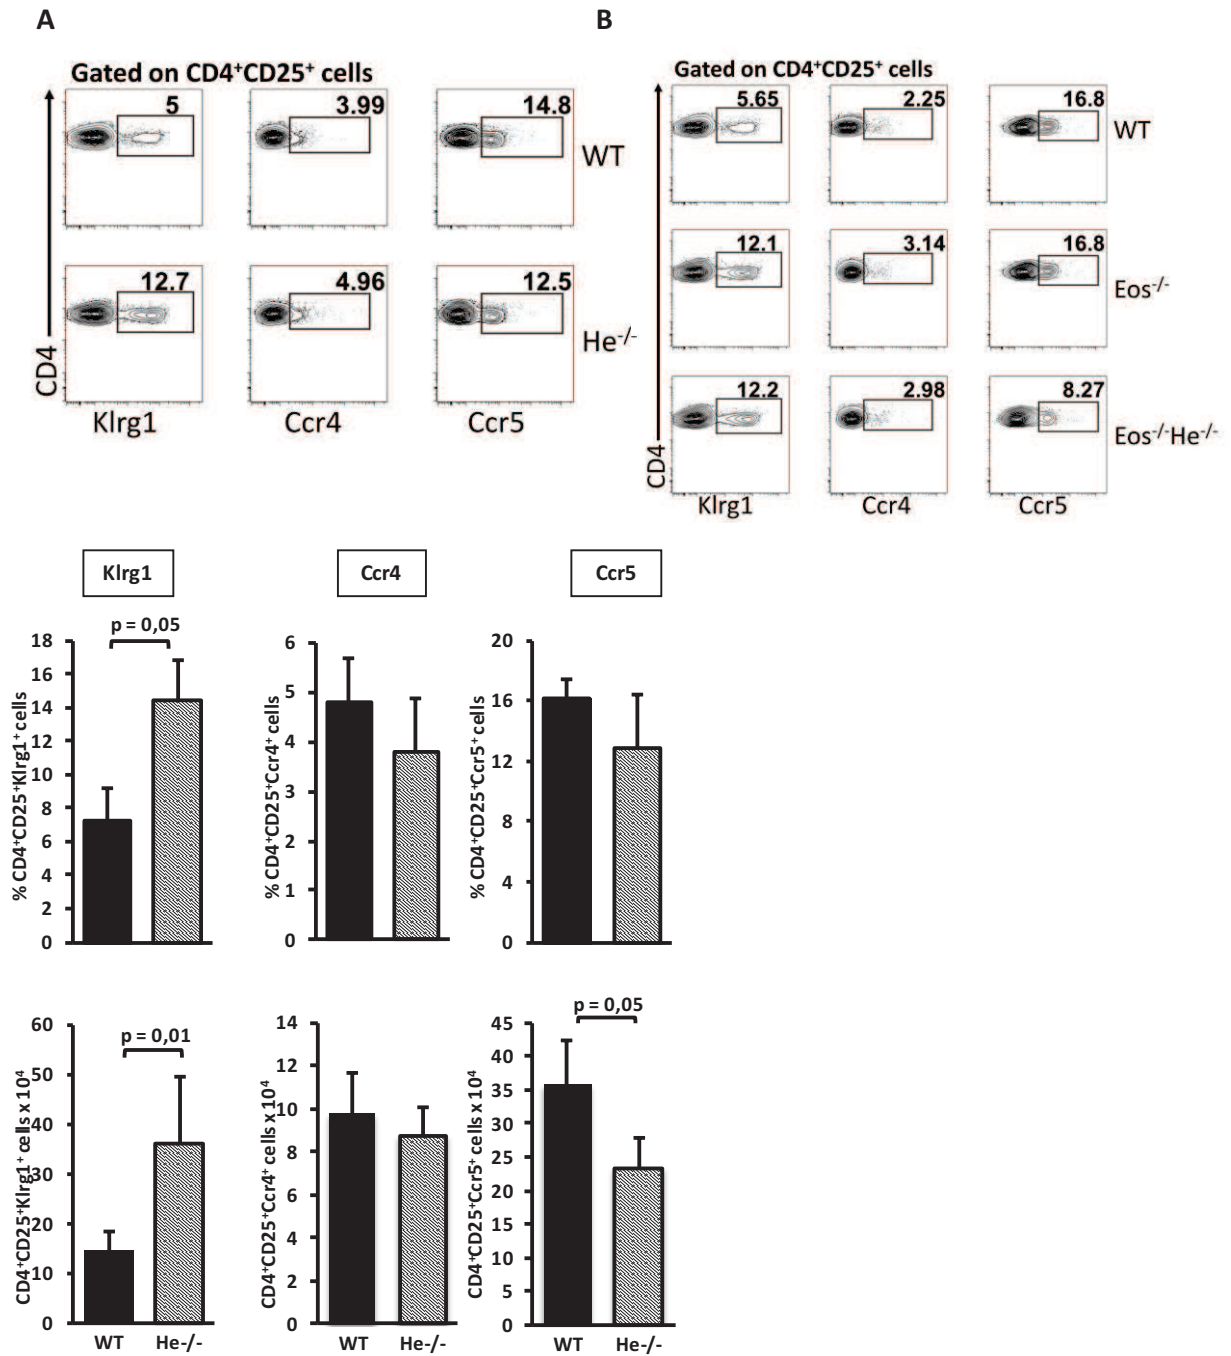 A
B
Gated on CD4⁺CD25⁺ cells
5
3.99
14.8
WT
12.7
4.96
12.5
He⁻/⁻
CD4
Klrg1
Ccr4
Ccr5
Gated on CD4⁺CD25⁺ cells
5.65
2.25
16.8
WT
12.1
3.14
16.8
Eos⁻/⁻
12.2
2.98
8.27
Eos⁻/⁻He⁻/⁻
CD4
Klrg1
Ccr4
Ccr5
Klrg1
Ccr4
Ccr5
p = 0,05
% CD4⁺CD25⁺Klrg1⁺ cells
18
16
14
12
10
8
6
4
2
0
% CD4⁺CD25⁺Ccr4⁺ cells
6
5
4
3
2
1
0
% CD4⁺CD25⁺Ccr5⁺ cells
20
16
12
8
4
0
p = 0,01
CD4⁺CD25⁺Klrg1⁺ cells x 10⁴
60
50
40
30
20
10
0
WT
He-/-
CD4⁺CD25⁺Ccr4⁺ cells x 10⁴
14
12
10
8
6
4
2
0
WT
He-/-
p = 0,05
CD4⁺CD25⁺Ccr5⁺ cells x 10⁴
45
40
35
30
25
20
15
10
5
0
WT
He-/-